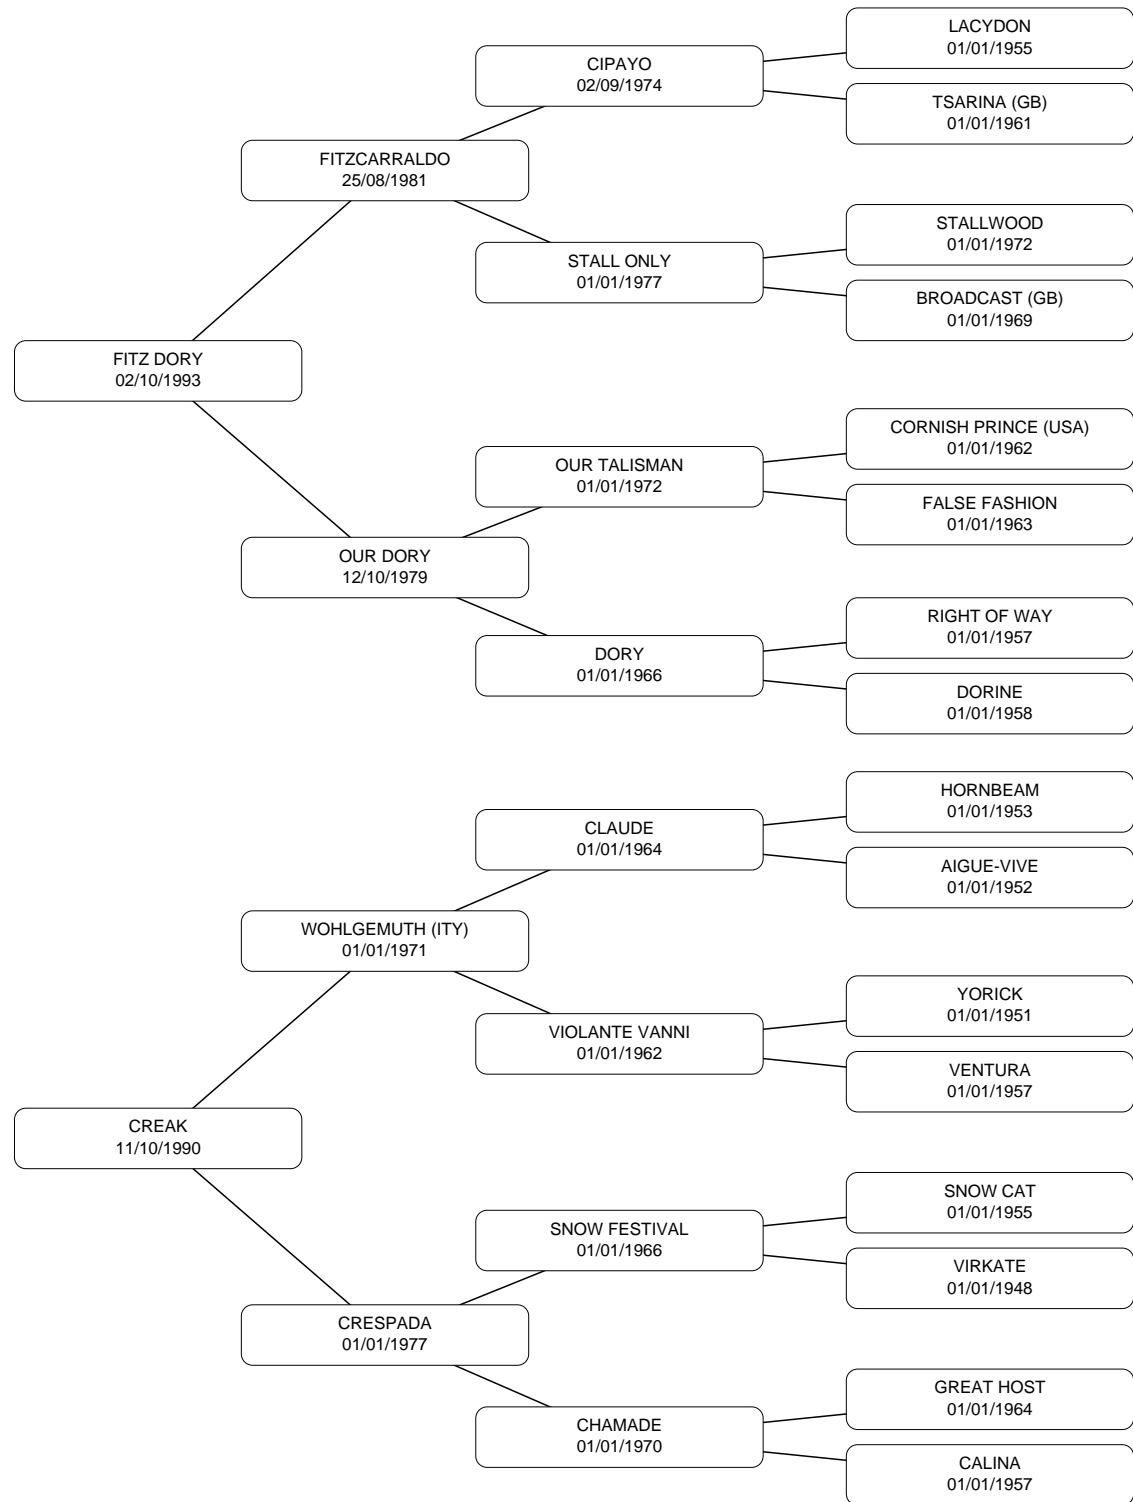 LACYDON
01/01/1955
CIPAYO
02/09/1974
TSARINA (GB)
01/01/1961
FITZCARRALDO
25/08/1981
STALLWOOD
01/01/1972
STALL ONLY
01/01/1977
BROADCAST (GB)
01/01/1969
FITZ DORY
02/10/1993
CORNISH PRINCE (USA)
01/01/1962
OUR TALISMAN
01/01/1972
FALSE FASHION
01/01/1963
OUR DORY
12/10/1979
RIGHT OF WAY
01/01/1957
DORY
01/01/1966
DORINE
01/01/1958
HORNBEAM
01/01/1953
CLAUDE
01/01/1964
AIGUE-VIVE
01/01/1952
WOHLGEMUTH (ITY)
01/01/1971
YORICK
01/01/1951
VIOLANTE VANNI
01/01/1962
VENTURA
01/01/1957
CREAK
11/10/1990
SNOW CAT
01/01/1955
SNOW FESTIVAL
01/01/1966
VIRKATE
01/01/1948
CRESPADA
01/01/1977
GREAT HOST
01/01/1964
CHAMADE
01/01/1970
CALINA
01/01/1957